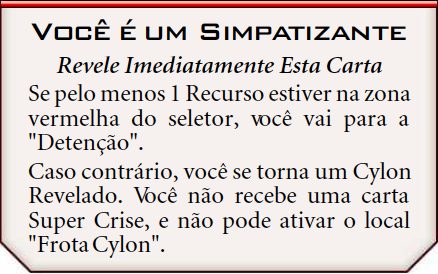 Você é um Simpatizante
Revele Imediatamente Esta Carta
Se pelo menos 1 Recurso estiver na zona
vermelha do seletor, você vai para a
"Detenção".
Caso contrário, você se torna um Cylon
Revelado. Você não recebe uma carta
Super Crise, e não pode ativar o local
"Frota Cylon".